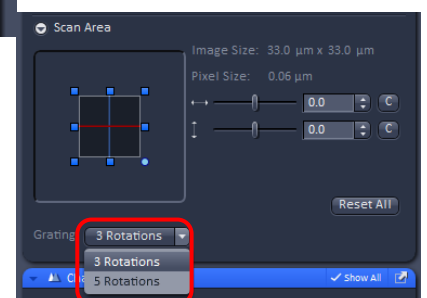 Scan Area
Image Size: 33.0 µm x 33.0 µm
Pixel Size: 0.06 µm
0.0 C
0.0 C
Reset All
Grating 3 Rotations
3 Rotations
5 Rotations
Show All